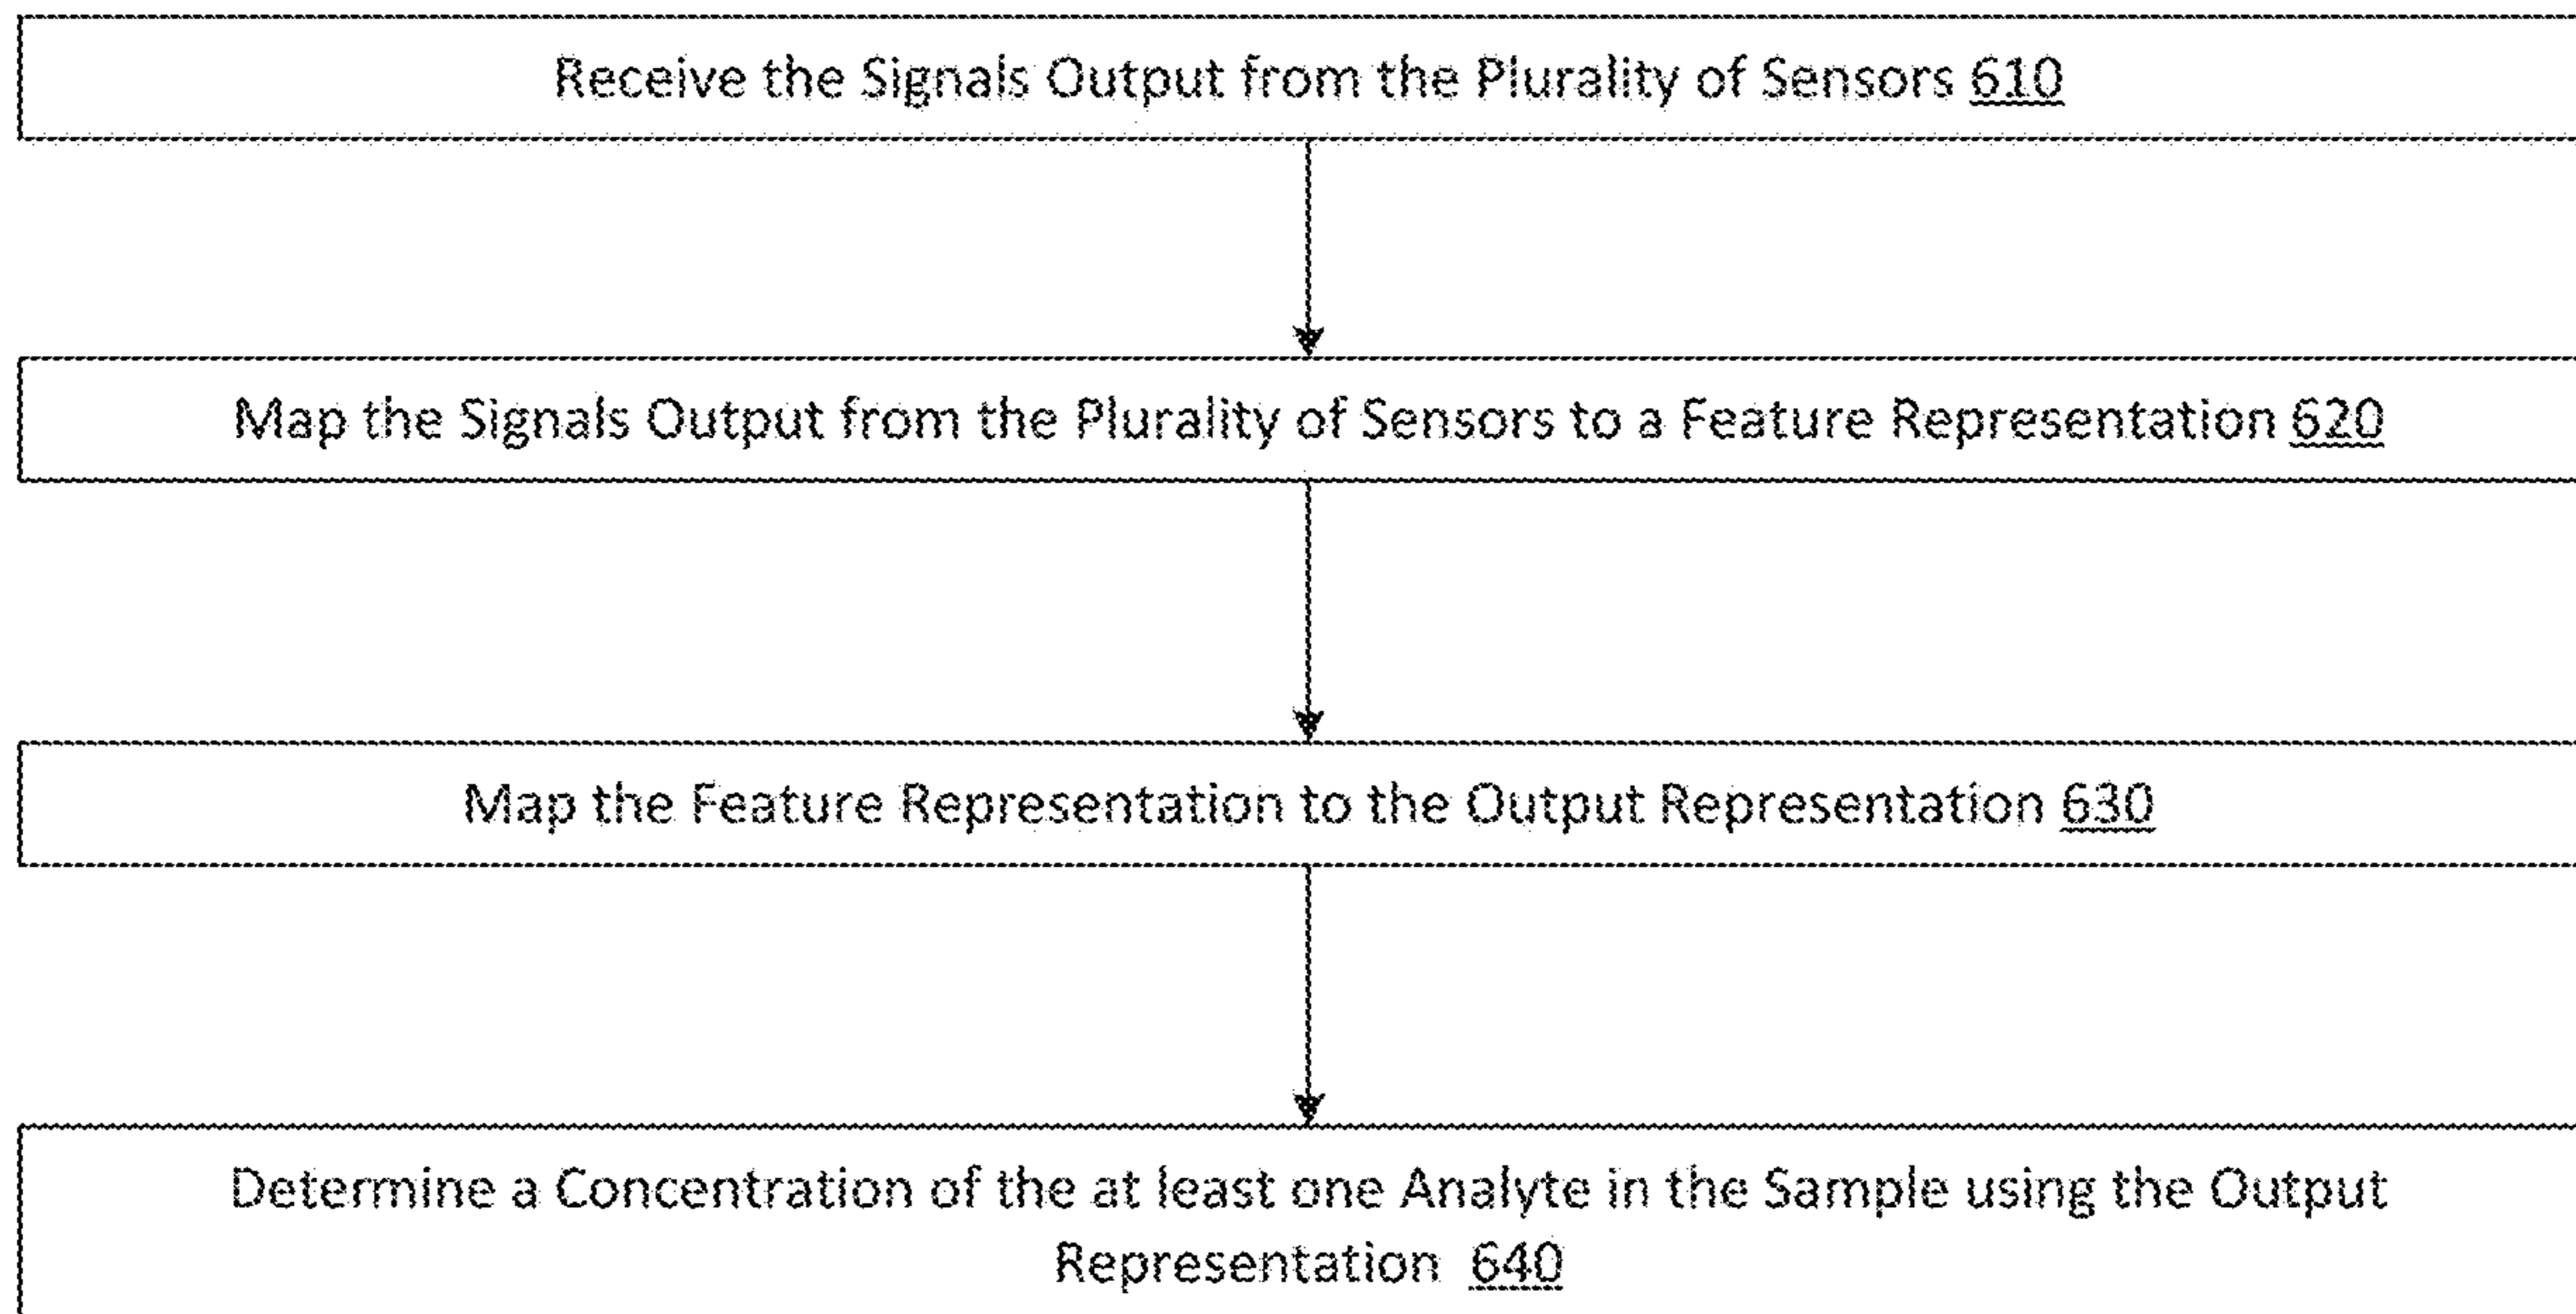 Receive the Signals Output from the Plurality of Sensors 610
Map the Signals Output from the Plurality of Sensors to a Feature Representation 620
Map the Feature Representation to the Output Representation 630
Determine a Concentration of the at least one Analyte in the Sample using the Output
Representation 640